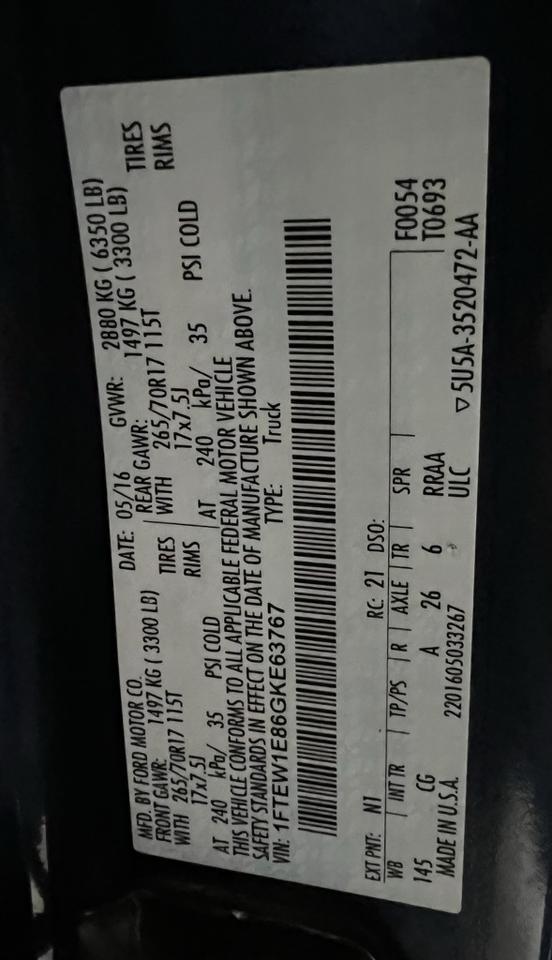 MFD. BY FORD MOTOR CO. DATE: 05/16 GVWR: 2880 KG ( 6350 LB)
FRONT GAWR: 1497 KG ( 3300 LB) REAR GAWR: 1497 KG ( 3300 LB)
WITH 265/70R17 115T TIRES WITH 265/70R17 115T TIRES
17x7.5J RIMS 17x7.5J RIMS
AT 240 kPa/ 35 PSI COLD AT 240 kPa/ 35 PSI COLD
THIS VEHICLE CONFORMS TO ALL APPLICABLE FEDERAL MOTOR VEHICLE
SAFETY STANDARDS IN EFFECT ON THE DATE OF MANUFACTURE SHOWN ABOVE.
VIN: 1FTEW1E86GKE63767 TYPE: Truck
EXT PNT: N1 RC: 21 DSO:
WB INT TR TP/PS R AXLE TR SPR F0054
145 CG A 26 6 RRAA T0693
MADE IN U.S.A. 2201605033267 ULC
▽5U5A-3520472-AA